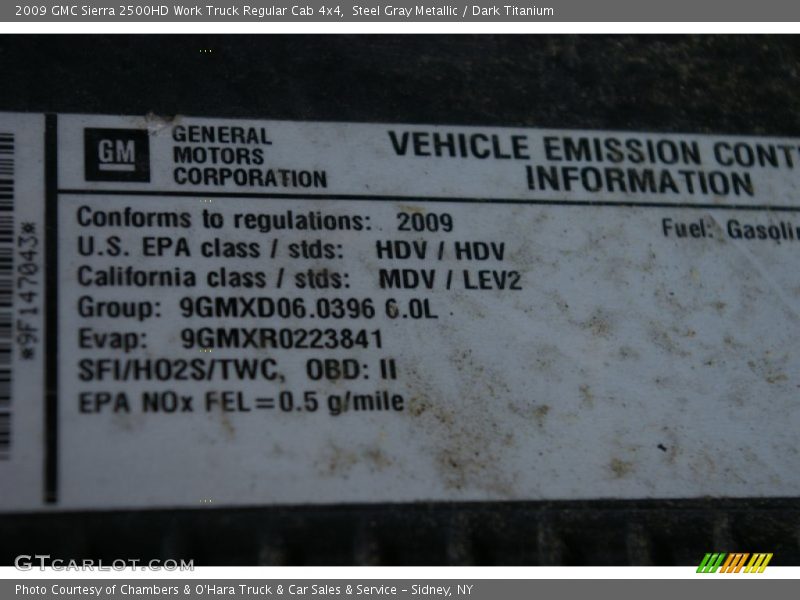 2009 GMC Sierra 2500HD Work Truck Regular Cab 4x4, Steel Gray Metallic / Dark Titanium
GM
GENERAL
MOTORS
CORPORATION
VEHICLE EMISSION CONT
INFORMATION
Conforms to regulations: 2009
Fuel: Gasolin
U.S. EPA class / stds: HDV / HDV
California class / stds: MDV / LEV2
Group: 9GMXD06.0396 6.0L
Evap: 9GMXR0223841
SFI/HO2S/TWC, OBD: II
EPA NOx FEL=0.5 g/mile
*9F147043*
GTcarlot.com
Photo Courtesy of Chambers & O'Hara Truck & Car Sales & Service - Sidney, NY